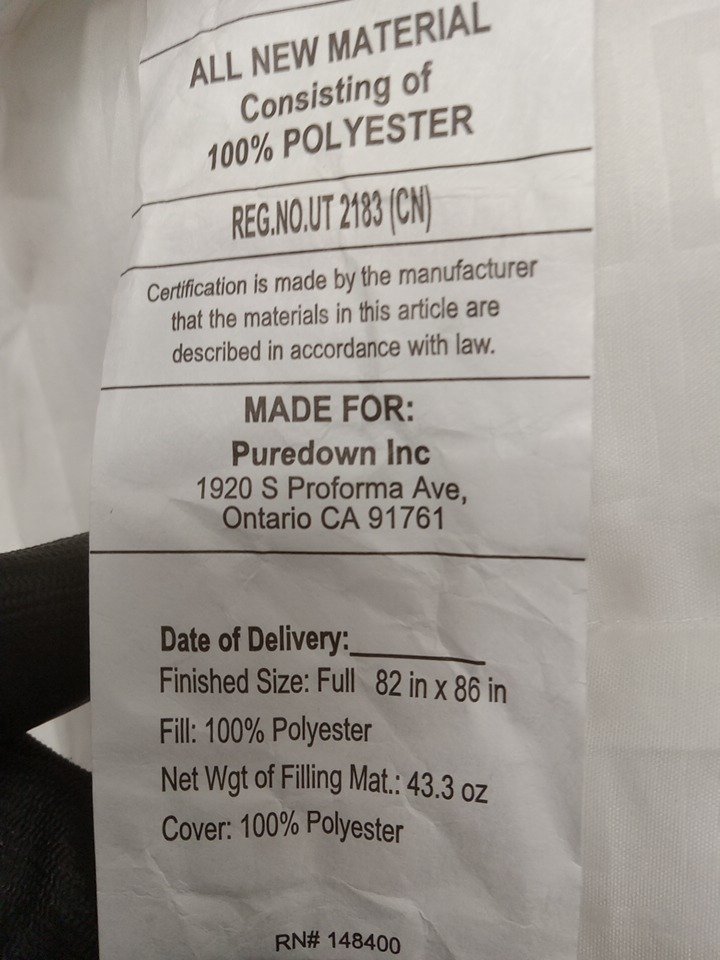 ALL NEW MATERIAL
Consisting of
100% POLYESTER
REG.NO.UT 2183 (CN)
Certification is made by the manufacturer
that the materials in this article are
described in accordance with law.
MADE FOR:
Puredown Inc
1920 S Proforma Ave,
Ontario CA 91761
Date of Delivery:__________
Finished Size: Full 82 in x 86 in
Fill: 100% Polyester
Net Wgt of Filling Mat.: 43.3 oz
Cover: 100% Polyester
RN# 148400